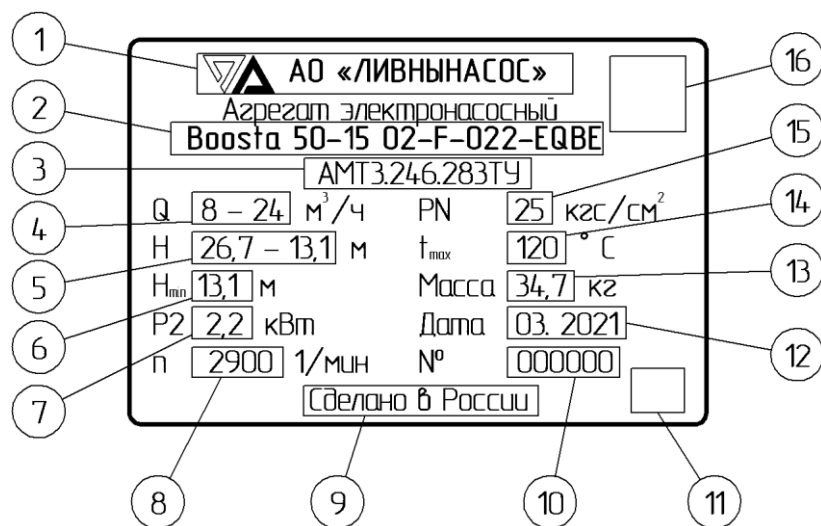 1
АО «ЛИВНЫНАСОС»
16
Агрегат электронасосный
2
Boosta 50-15 02-F-022-EQBE
15
3
АМТ3.246.283ТУ
Q 8 – 24 м³/ч PN 25 кгс/см²
14
4
H 26,7 – 13,1 м tmax 120 °C
5
Hmin 13,1 м Масса 34,7 кг
13
6
P2 2,2 кВт Дата 03. 2021
12
7
n 2900 1/мин № 000000
Сделано в России
8 9 10 11